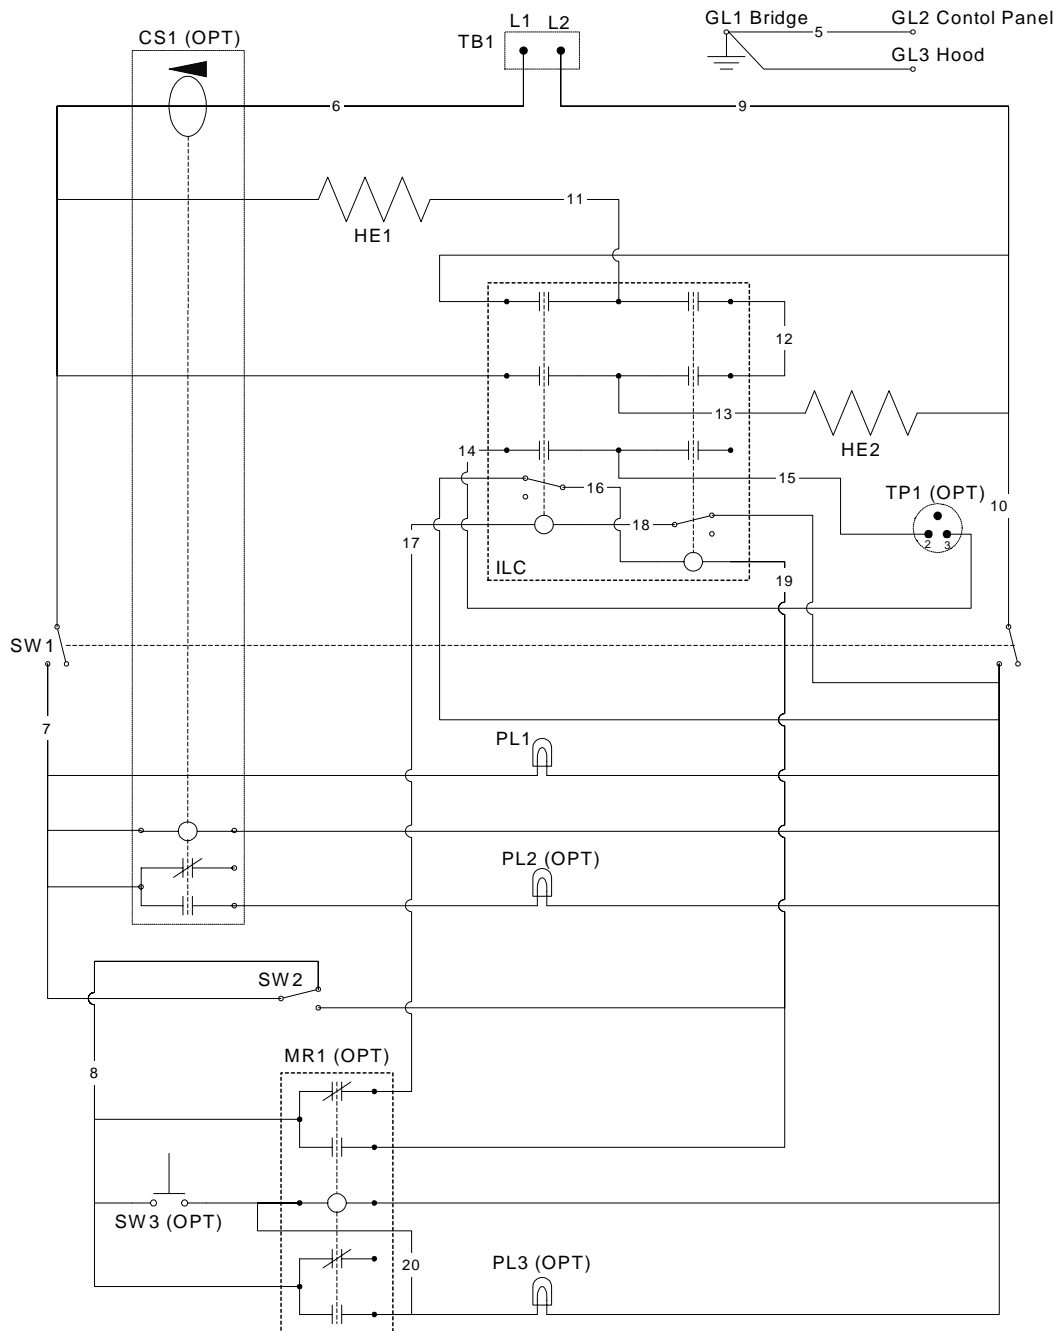 L1 L2
GL1 Bridge
GL2 Contol Panel
CS1 (OPT)
TB1
5
GL3 Hood
6
9
11
HE1
12
13
HE2
14
15
TP1 (OPT)
16
10
17
18
2 3
ILC
19
SW1
7
PL1
PL2 (OPT)
SW2
MR1 (OPT)
8
SW3 (OPT)
20
PL3 (OPT)